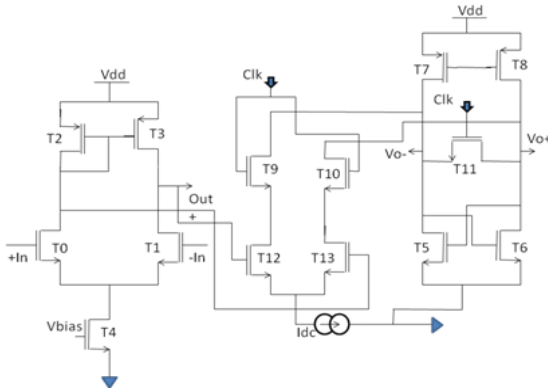 Vdd
Vdd
Clk
T7
T8
T2
T3
Clk
T9
T10
Vo-
T11
Vo+
Out
+
T0
T1
+In
-In
T12
T13
T5
T6
Vbias
T4
Idc